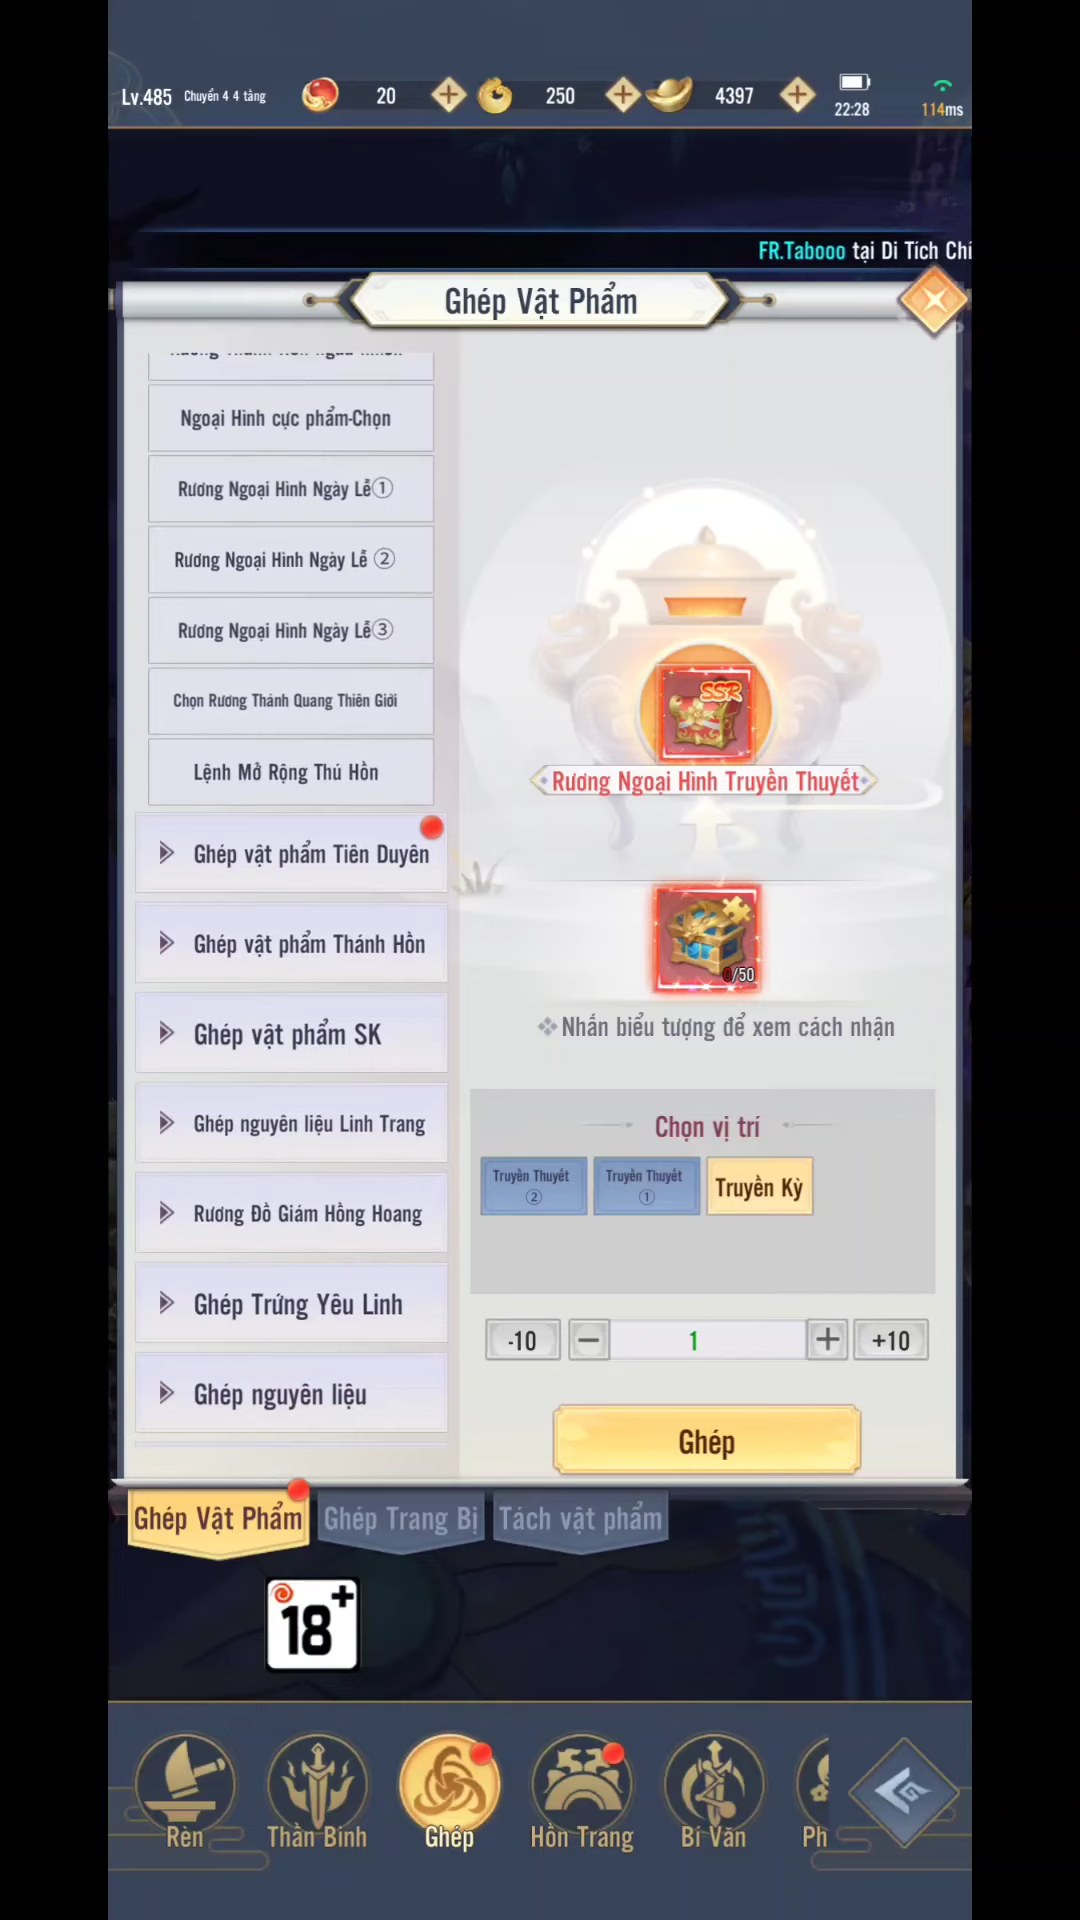 Lv.485 Chuyển 4 4 tầng 20 250 4397 22:28 114ms
FR.Tabooo tại Di Tích Chí
Ghép Vật Phẩm
Ngoại Hình cực phẩm-Chọn
Rương Ngoại Hình Ngày Lễ①
Rương Ngoại Hình Ngày Lễ ②
Rương Ngoại Hình Ngày Lễ③
Chọn Rương Thánh Quang Thiên Giới
Lệnh Mở Rộng Thú Hồn
Ghép vật phẩm Tiên Duyên
Ghép vật phẩm Thánh Hồn
Ghép vật phẩm SK
Ghép nguyên liệu Linh Trang
Rương Đồ Giám Hồng Hoang
Ghép Trứng Yêu Linh
Ghép nguyên liệu
SSR
Rương Ngoại Hình Truyền Thuyết
0/50
Nhấn biểu tượng để xem cách nhận
Chọn vị trí
Truyền Thuyết ②
Truyền Thuyết ①
Truyền Kỳ
-10 1 +10
Ghép
Ghép Vật Phẩm Ghép Trang Bị Tách vật phẩm
18+
Rèn Thần Binh Ghép Hồn Trang Bí Văn Ph